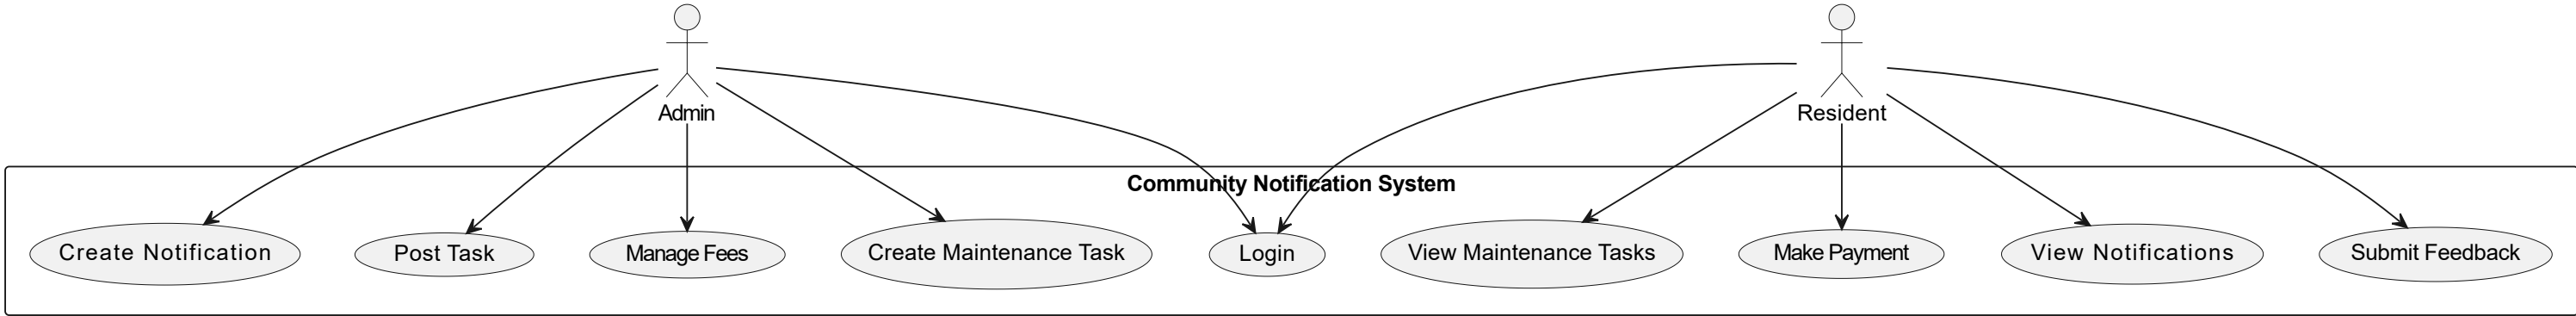 Admin
Resident
Community Notification System
Create Notification
Post Task
Manage Fees
Create Maintenance Task
Login
View Maintenance Tasks
Make Payment
View Notifications
Submit Feedback